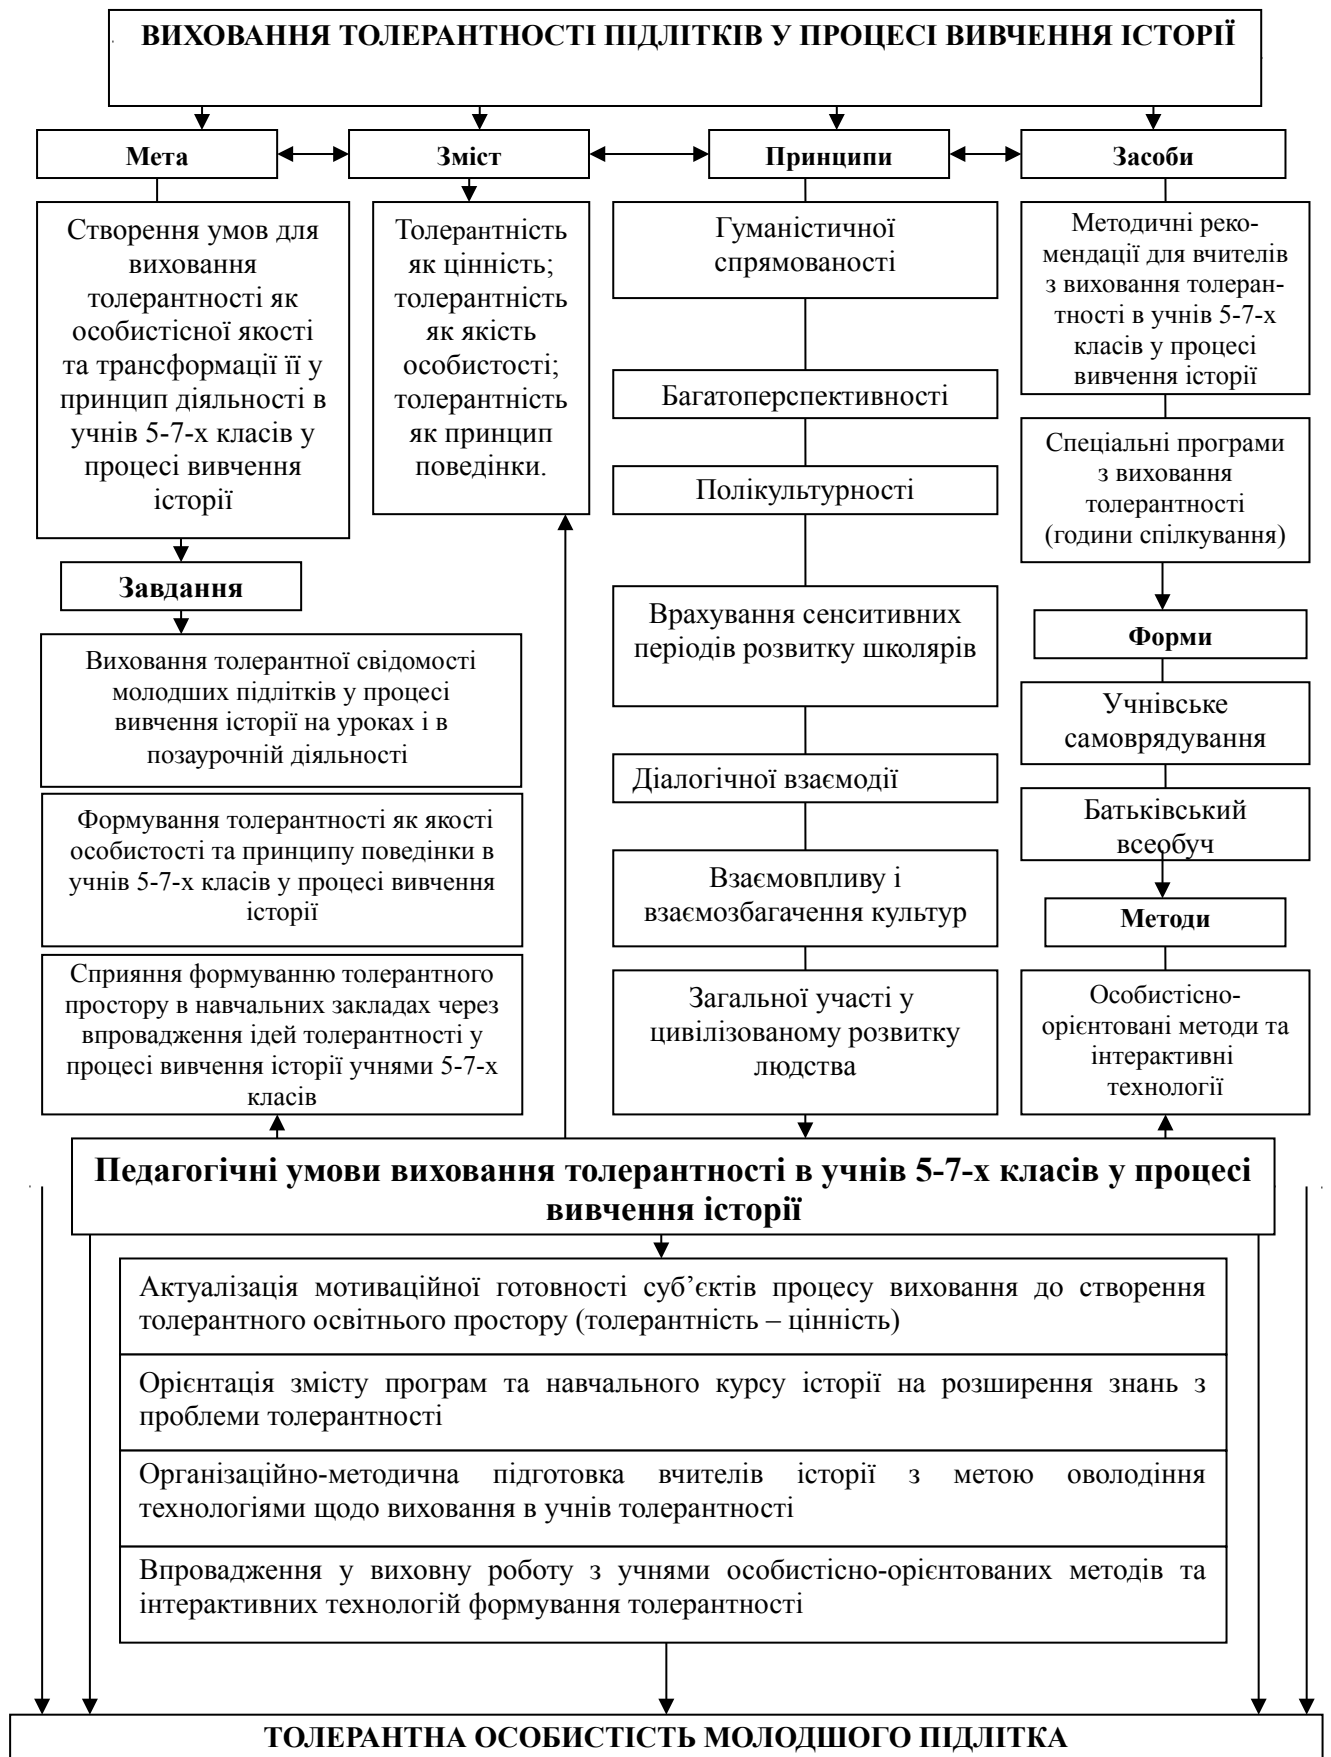 ВИХОВАННЯ ТОЛЕРАНТНОСТІ ПІДЛІТКІВ У ПРОЦЕСІ ВИВЧЕННЯ ІСТОРІЇ
Мета
Зміст
Принципи
Засоби
Створення умов для
виховання
толерантності як
особистісної якості
та трансформації її у
принцип діяльності в
учнів 5-7-х класів у
процесі вивчення
історії
Завдання
Виховання толерантної свідомості
молодших підлітків у процесі
вивчення історії на уроках і в
позаурочній діяльності
Формування толерантності як якості
особистості та принципу поведінки в
учнів 5-7-х класів у процесі вивчення
історії
Сприяння формуванню толерантного
простору в навчальних закладах через
впровадження ідей толерантності у
процесі вивчення історії учнями 5-7-х
класів
Толерантність
як цінність;
толерантність
як якість
особистості;
толерантність
як принцип
поведінки.
Гуманістичної
спрямованості
Багатоперспективності
Полікультурності
Врахування сенситивних
періодів розвитку школярів
Діалогічної взаємодії
Взаємовпливу і
взаємозбагачення культур
Загальної участі у
цивілізованому розвитку
людства
Методичні реко-
мендації для вчителів
з виховання толеран-
тності в учнів 5-7-х
класів у процесі
вивчення історії
Спеціальні програми
з виховання
толерантності
(години спілкування)
Форми
Учнівське
самоврядування
Батьківський
всеобуч
Методи
Особистісно-
орієнтовані методи та
інтерактивні
технології
Педагогічні умови виховання толерантності в учнів 5-7-х класів у процесі
вивчення історії
Актуалізація мотиваційної готовності суб’єктів процесу виховання до створення
толерантного освітнього простору (толерантність – цінність)
Орієнтація змісту програм та навчального курсу історії на розширення знань з
проблеми толерантності
Організаційно-методична підготовка вчителів історії з метою оволодіння
технологіями щодо виховання в учнів толерантності
Впровадження у виховну роботу з учнями особистісно-орієнтованих методів та
інтерактивних технологій формування толерантності
ТОЛЕРАНТНА ОСОБИСТІСТЬ МОЛОДШОГО ПІДЛІТКА